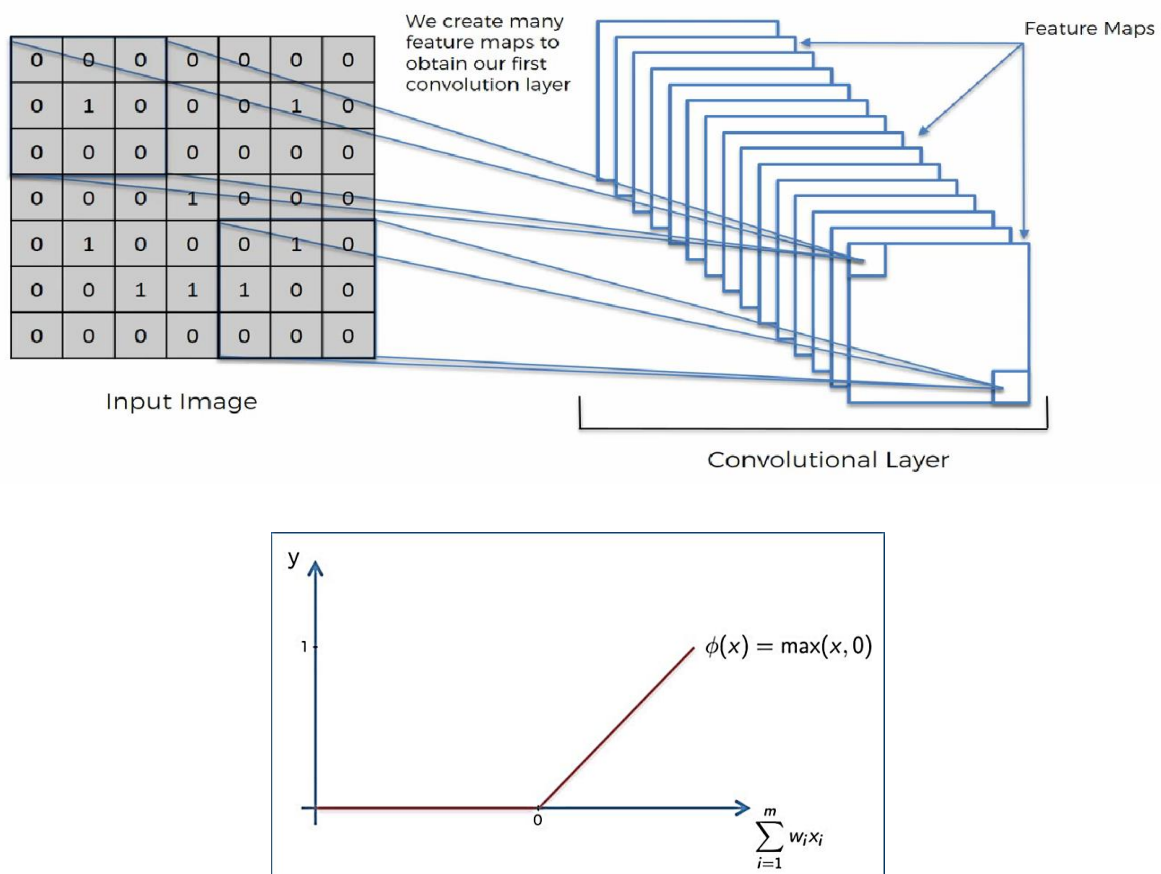 We create many
feature maps to
obtain our first
convolution layer
Feature Maps
0 0 0 0 0 0 0
0 1 0 0 0 1 0
0 0 0 0 0 0 0
0 0 0 1 0 0 0
0 1 0 0 0 1 0
0 0 1 1 1 0 0
0 0 0 0 0 0 0
Input Image
Convolutional Layer
y
1
ϕ(x) = max(x, 0)
0
m
∑ wᵢxᵢ
i=1